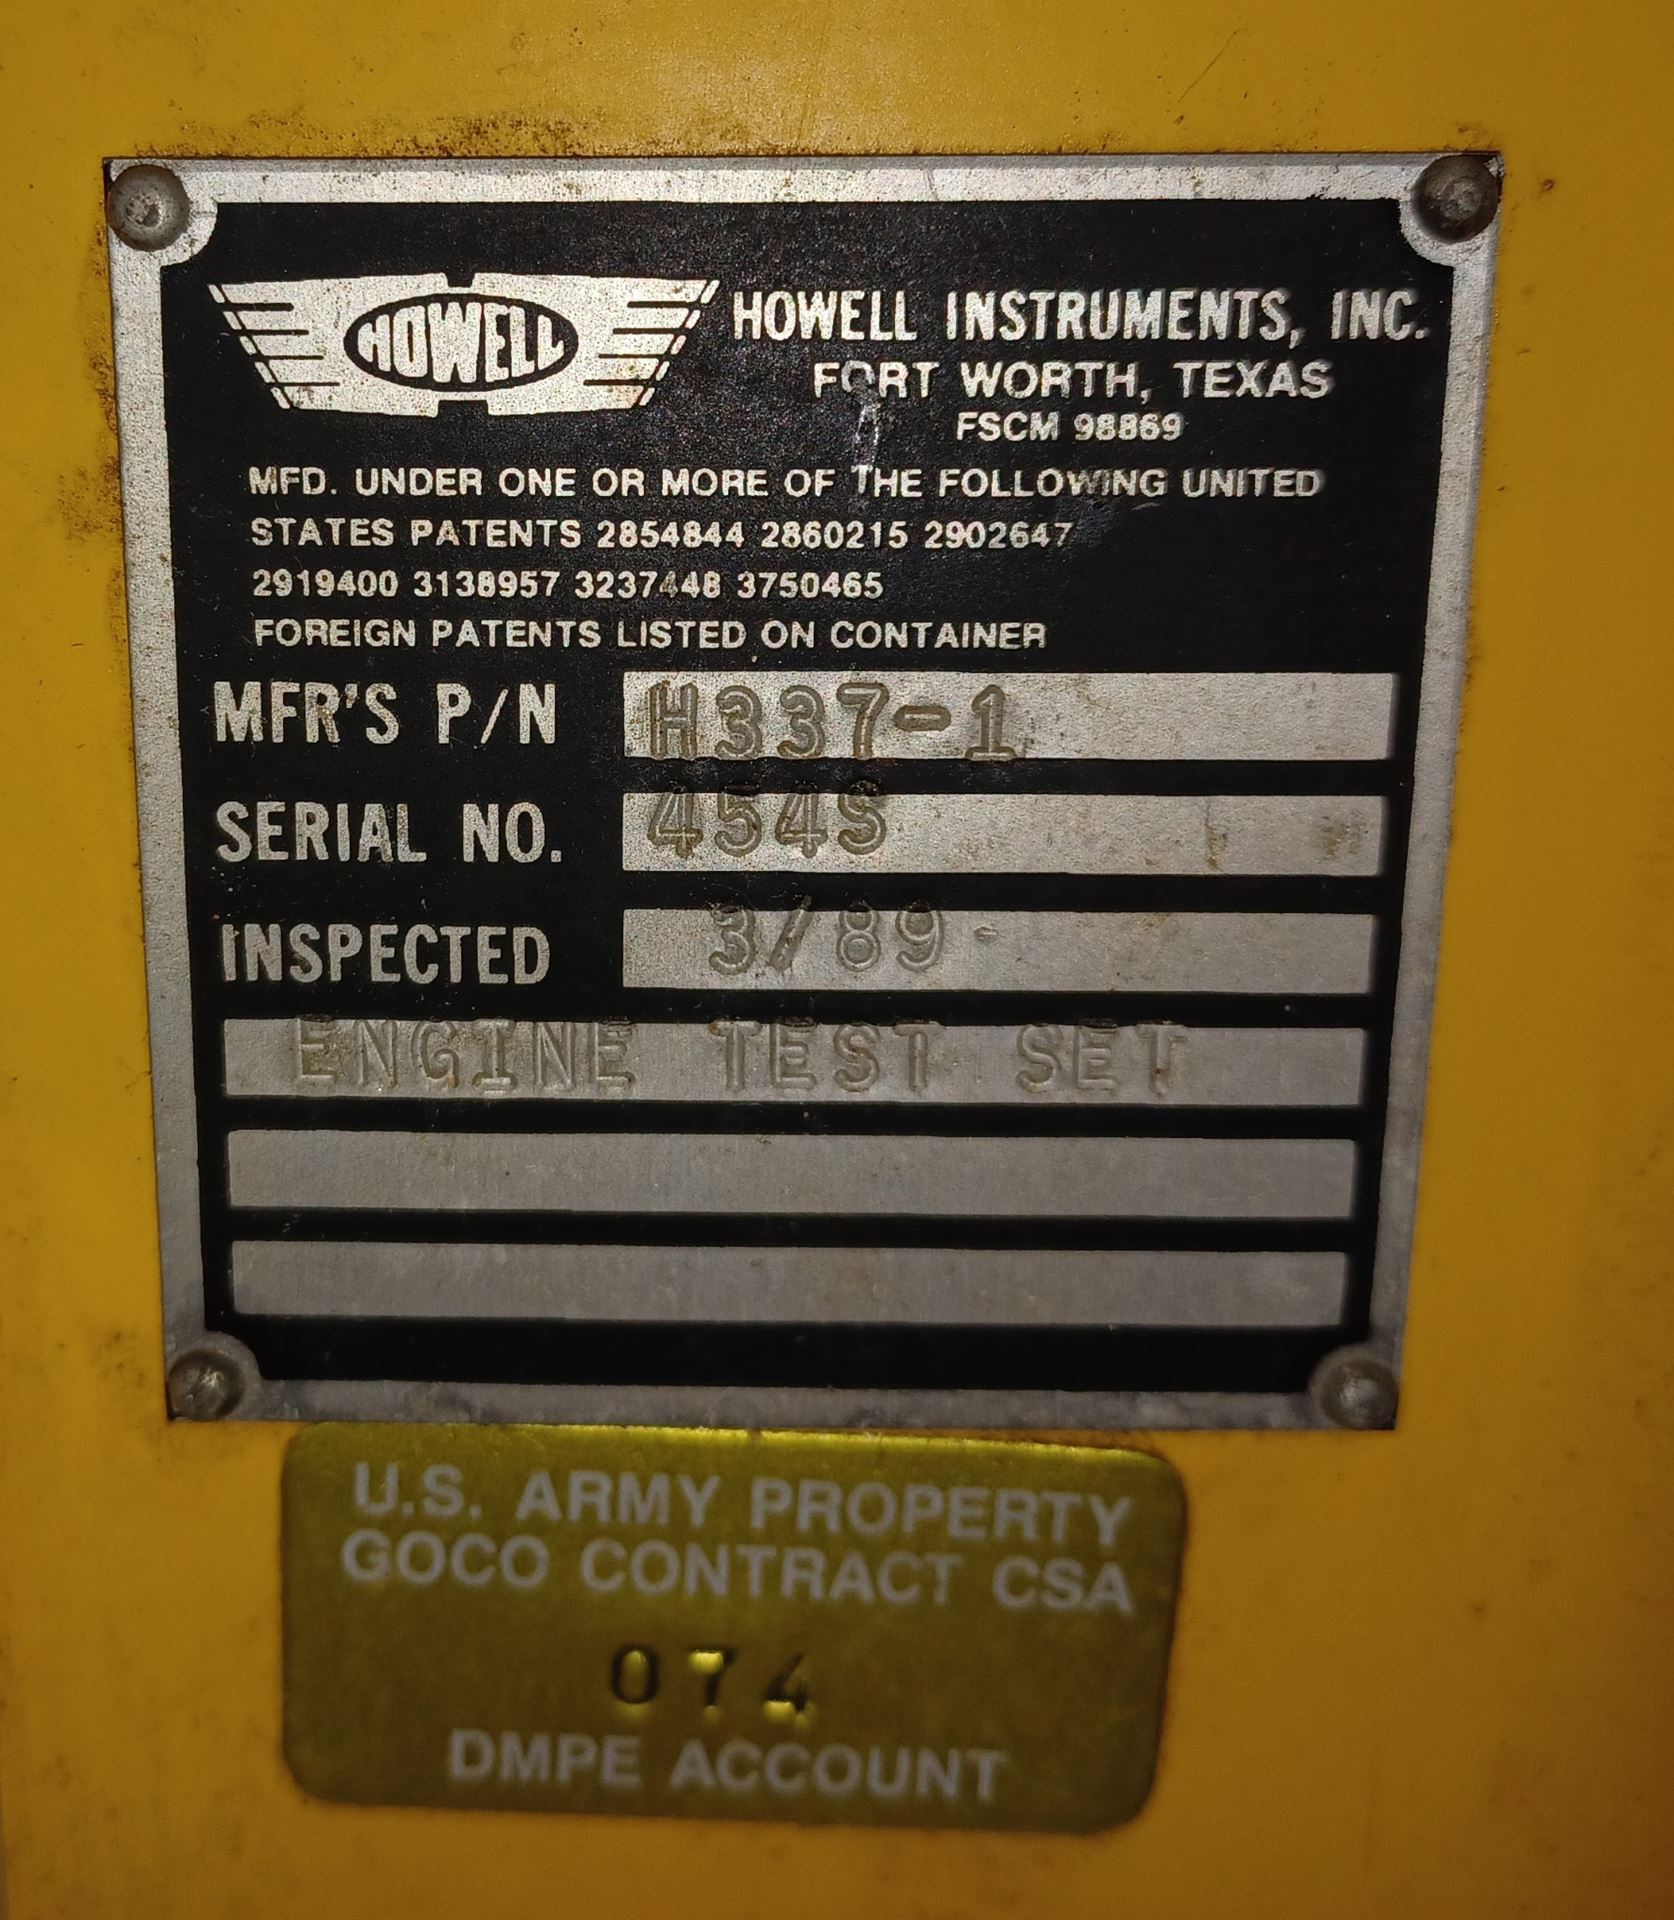 HOWELL
HOWELL INSTRUMENTS, INC.
FORT WORTH, TEXAS
FSCM 98869
MFD. UNDER ONE OR MORE OF THE FOLLOWING UNITED
STATES PATENTS 2854844 2860215 2902647
2919400 3138957 3237448 3750465
FOREIGN PATENTS LISTED ON CONTAINER
MFR'S P/N H337-1
SERIAL NO. 454S
INSPECTED 3/89
ENGINE TEST SET
U.S. ARMY PROPERTY
GOCO CONTRACT CSA
074
DMPE ACCOUNT